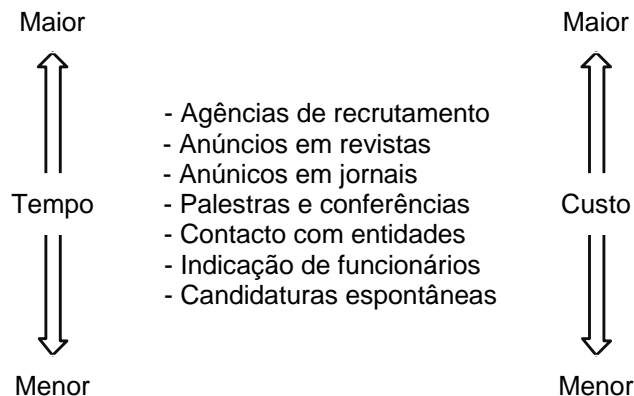 Maior Maior
- Agências de recrutamento
- Anúncios em revistas
- Anúnicos em jornais
Tempo - Palestras e conferências Custo
- Contacto com entidades
- Indicação de funcionários
- Candidaturas espontâneas
Menor Menor